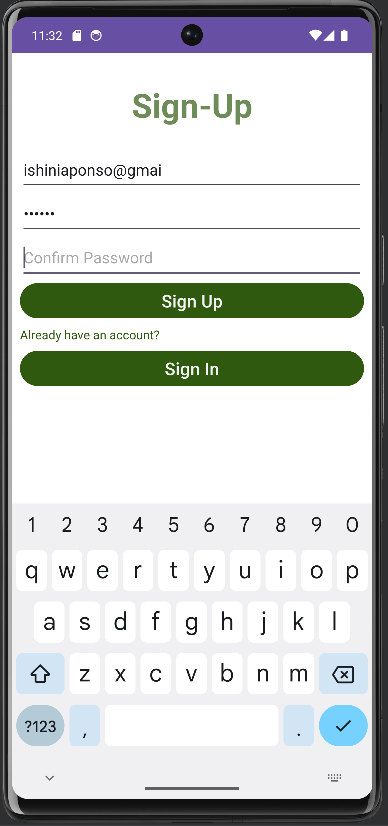 11:32
Sign-Up
ishiniaponso@gmai
••••••
Confirm Password
Sign Up
Already have an account?
Sign In
1 2 3 4 5 6 7 8 9 0
q w e r t y u i o p
a s d f g h j k l
z x c v b n m
?123 , .